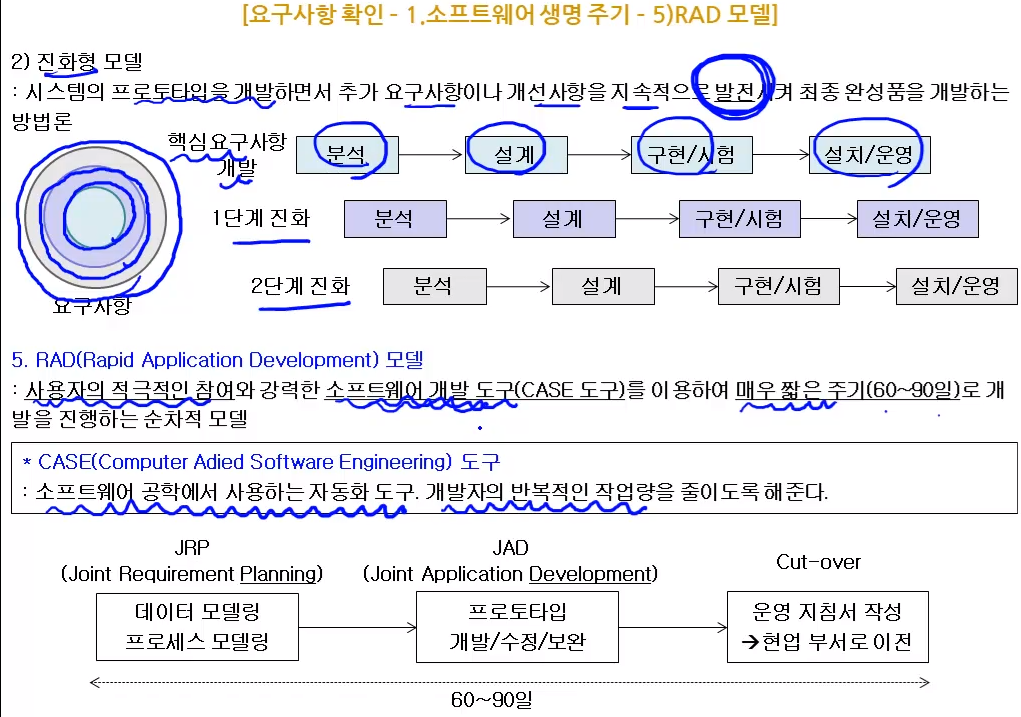 [요구사항 확인 - 1.소프트웨어 생명 주기 - 5)RAD 모델]
2) 진화형 모델
: 시스템의 프로토타입을 개발하면서 추가 요구사항이나 개선사항을 지속적으로 발전시켜 최종 완성품을 개발하는
방법론
핵심요구사항
개발
분석 설계 구현/시험 설치/운영
1단계 진화 분석 설계 구현/시험 설치/운영
2단계 진화 분석 설계 구현/시험 설치/운영
요구사항
5. RAD(Rapid Application Development) 모델
: 사용자의 적극적인 참여와 강력한 소프트웨어 개발 도구(CASE 도구)를 이용하여 매우 짧은 주기(60~90일)로 개
발을 진행하는 순차적 모델
* CASE(Computer Adied Software Engineering) 도구
: 소프트웨어 공학에서 사용하는 자동화 도구. 개발자의 반복적인 작업량을 줄이도록 해준다.
JRP
(Joint Requirement Planning)
데이터 모델링
프로세스 모델링
JAD
(Joint Application Development)
프로토타입
개발/수정/보완
Cut-over
운영 지침서 작성
→현업 부서로 이전
60~90일